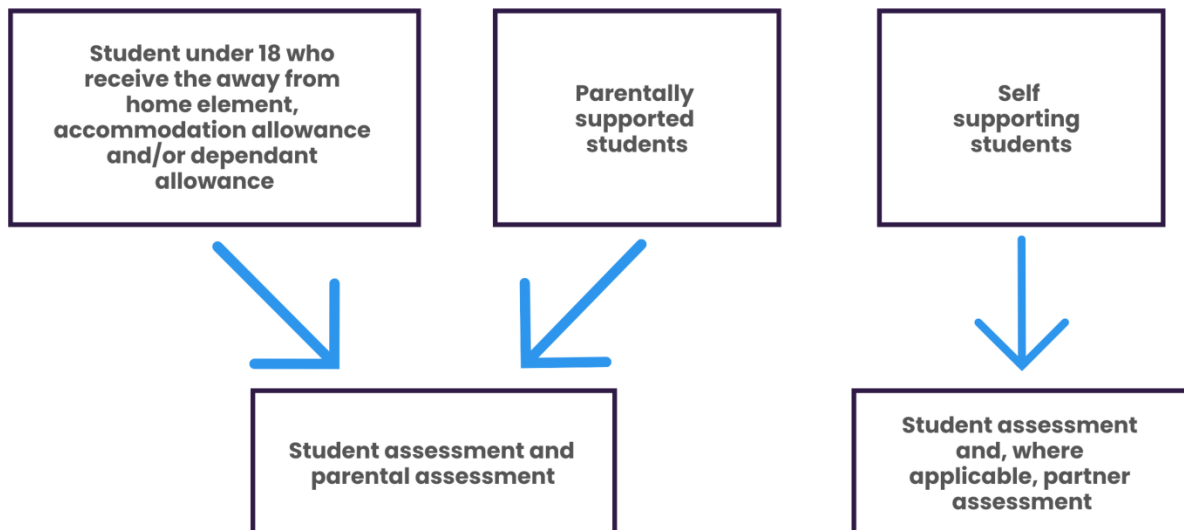 Student under 18 who
receive the away from
home element,
accommodation allowance
and/or dependant
allowance
Parentally
supported
students
Self
supporting
students
Student assessment and
parental assessment
Student assessment
and, where
applicable, partner
assessment